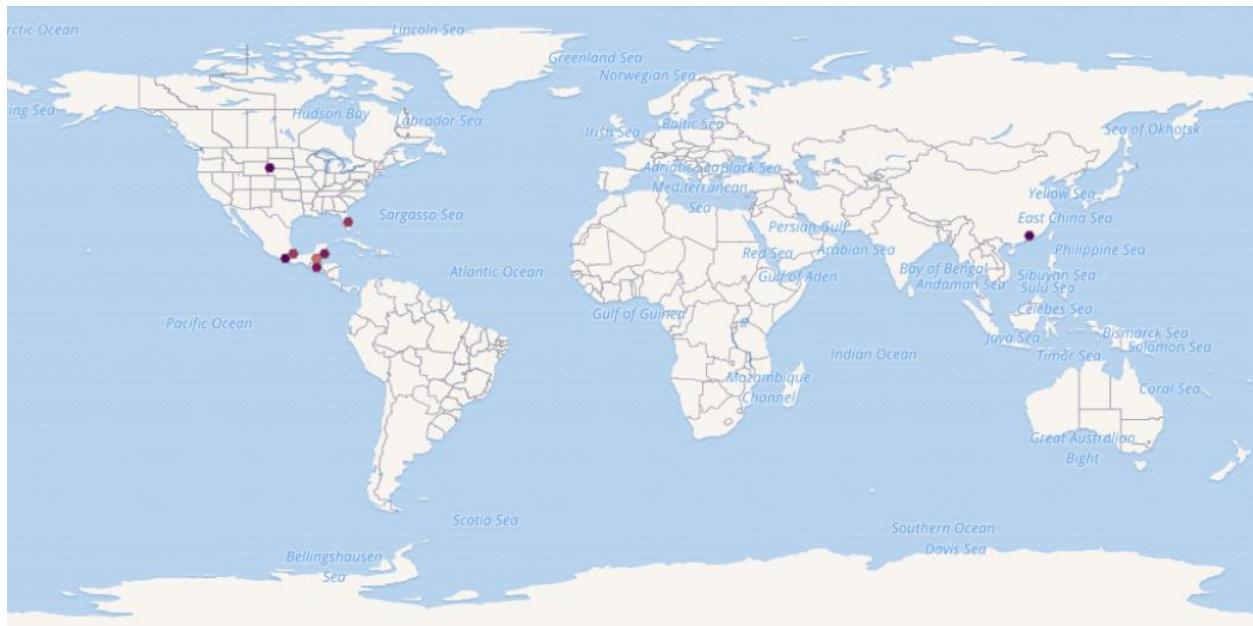 rctic Ocean
Lincoln Sea
Greenland Sea
Norwegian Sea
ring Sea
Hudson Bay
Labrador Sea
Irish Sea
Baltic Sea
Sea of Okhotsk
Adriatic Sea
Black Sea
Mediterranean
Sea
Yellow Sea
Sargasso Sea
East China Sea
Persian Gulf
Red Sea
Arabian Sea
Philippine Sea
Atlantic Ocean
Gulf of Aden
Bay of Bengal
Andaman Sea
Sibuyan Sea
Sulu Sea
Pacific Ocean
Gulf of Guinea
Celebes Sea
Java Sea
Bismarck Sea
Solomon Sea
Indian Ocean
Timor Sea
Mozambique
Channel
Coral Sea
Great Australian
Bight
Scotia Sea
Southern Ocean
Davis Sea
Bellingshausen
Sea